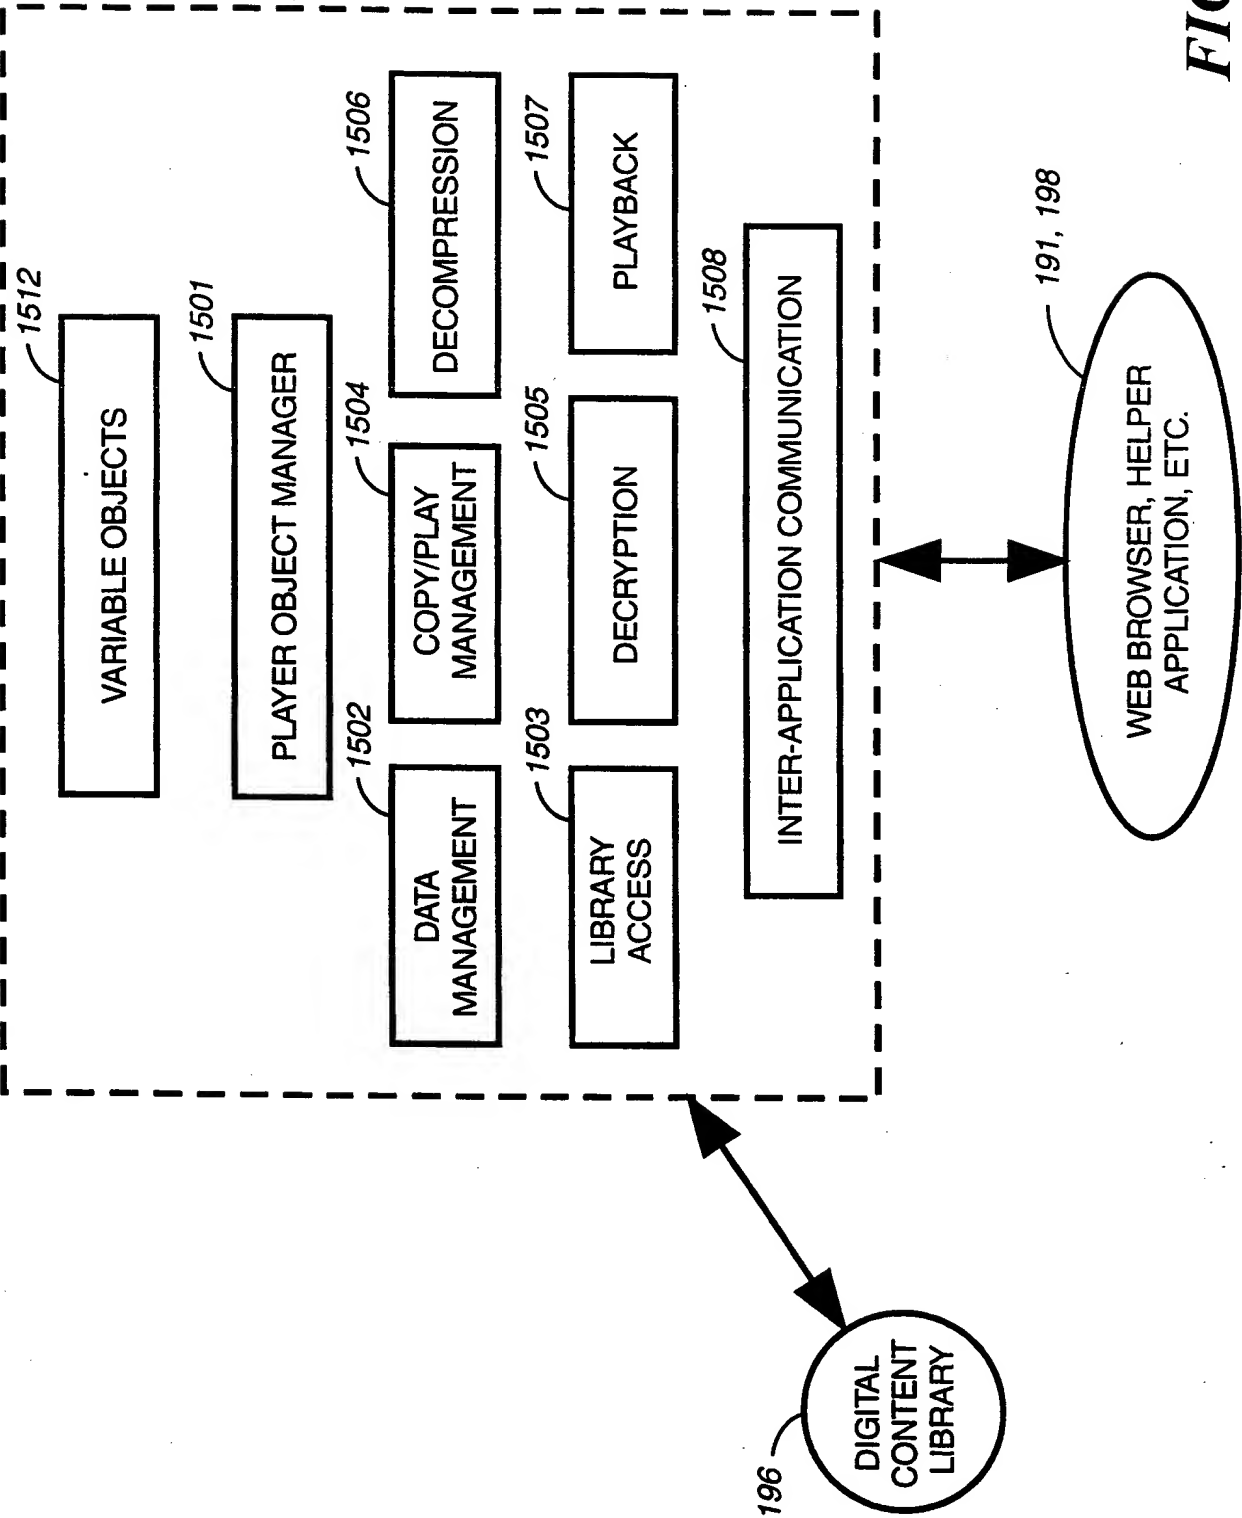 1512
VARIABLE OBJECTS
1501
PLAYER OBJECT MANAGER
1502
DATA
MANAGEMENT
1504
COPY/PLAY
MANAGEMENT
1506
DECOMPRESSION
1503
LIBRARY
ACCESS
1505
DECRYPTION
1507
PLAYBACK
1508
INTER-APPLICATION COMMUNICATION
196
DIGITAL
CONTENT
LIBRARY
191, 198
WEB BROWSER, HELPER
APPLICATION, ETC.